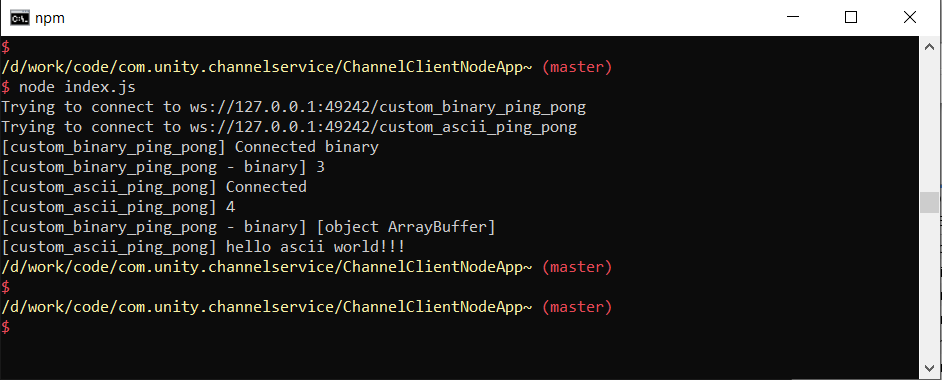 npm
$
/d/work/code/com.unity.channelservice/ChannelClientNodeApp~ (master)
$ node index.js
Trying to connect to ws://127.0.0.1:49242/custom_binary_ping_pong
Trying to connect to ws://127.0.0.1:49242/custom_ascii_ping_pong
[custom_binary_ping_pong] Connected binary
[custom_binary_ping_pong - binary] 3
[custom_ascii_ping_pong] Connected
[custom_ascii_ping_pong] 4
[custom_binary_ping_pong - binary] [object ArrayBuffer]
[custom_ascii_ping_pong] hello ascii world!!!
/d/work/code/com.unity.channelservice/ChannelClientNodeApp~ (master)
$
/d/work/code/com.unity.channelservice/ChannelClientNodeApp~ (master)
$